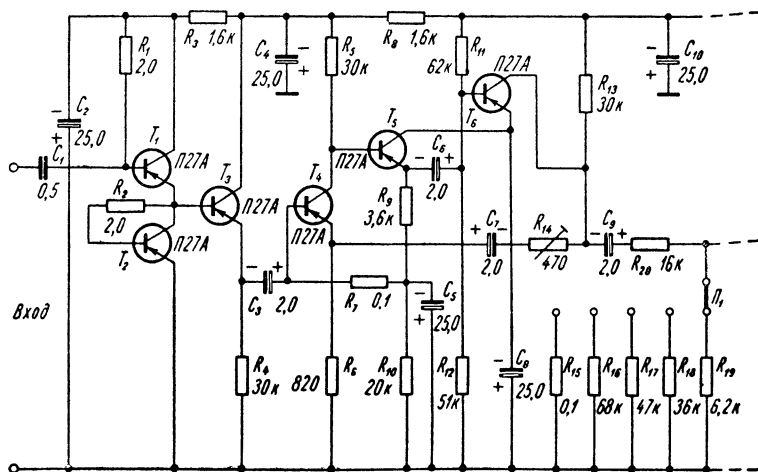 R₁ 2,0
R₃ 1,6к
C₄ 25,0
R₅ 30к
R₈ 1,6к
R₁₁ 62к
П27А
T₆
R₁₃ 30к
C₁₀ 25,0
C₂ 25,0
C₁ 0,5
T₁ П27А
R₂ 2,0
T₂ П27А
T₃ П27А
T₄ П27А
T₅ П27А
C₆ 2,0
R₉ 3,6к
C₇ 2,0
R₁₄ 470
C₉ 2,0
R₂₀ 16к
C₃ 2,0
R₇ 0,1
C₅ 25,0
П₁
Вход
R₄ 30к
R₆ 820
R₁₀ 20к
R₁₂ 51к
C₈ 25,0
R₁₅ 0,1
R₁₆ 68к
R₁₇ 47к
R₁₈ 36к
R₁₉ 6,2к